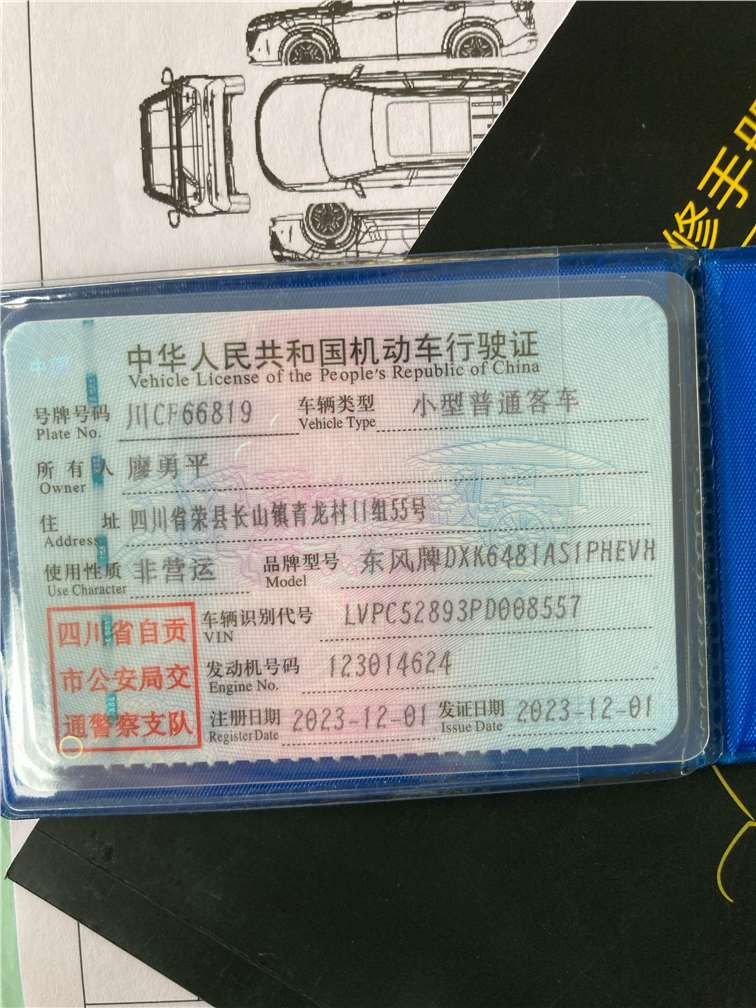 修手册
中华人民共和国机动车行驶证
Vehicle License of the People's Republic of China
号牌号码 川CF66819 车辆类型 小型普通客车
Plate No. Vehicle Type
所有人 廖勇平
Owner
住址 四川省荣县长山镇青龙村11组55号
Address
使用性质 非营运 品牌型号 东风牌DXK6481AS1PHEVH
Use Character Model
四川省自贡
市公安局交
通警察支队
车辆识别代号 LVPC52893PD008557
VIN
发动机号码 123014624
Engine No.
注册日期 2023-12-01 发证日期 2023-12-01
Register Date Issue Date